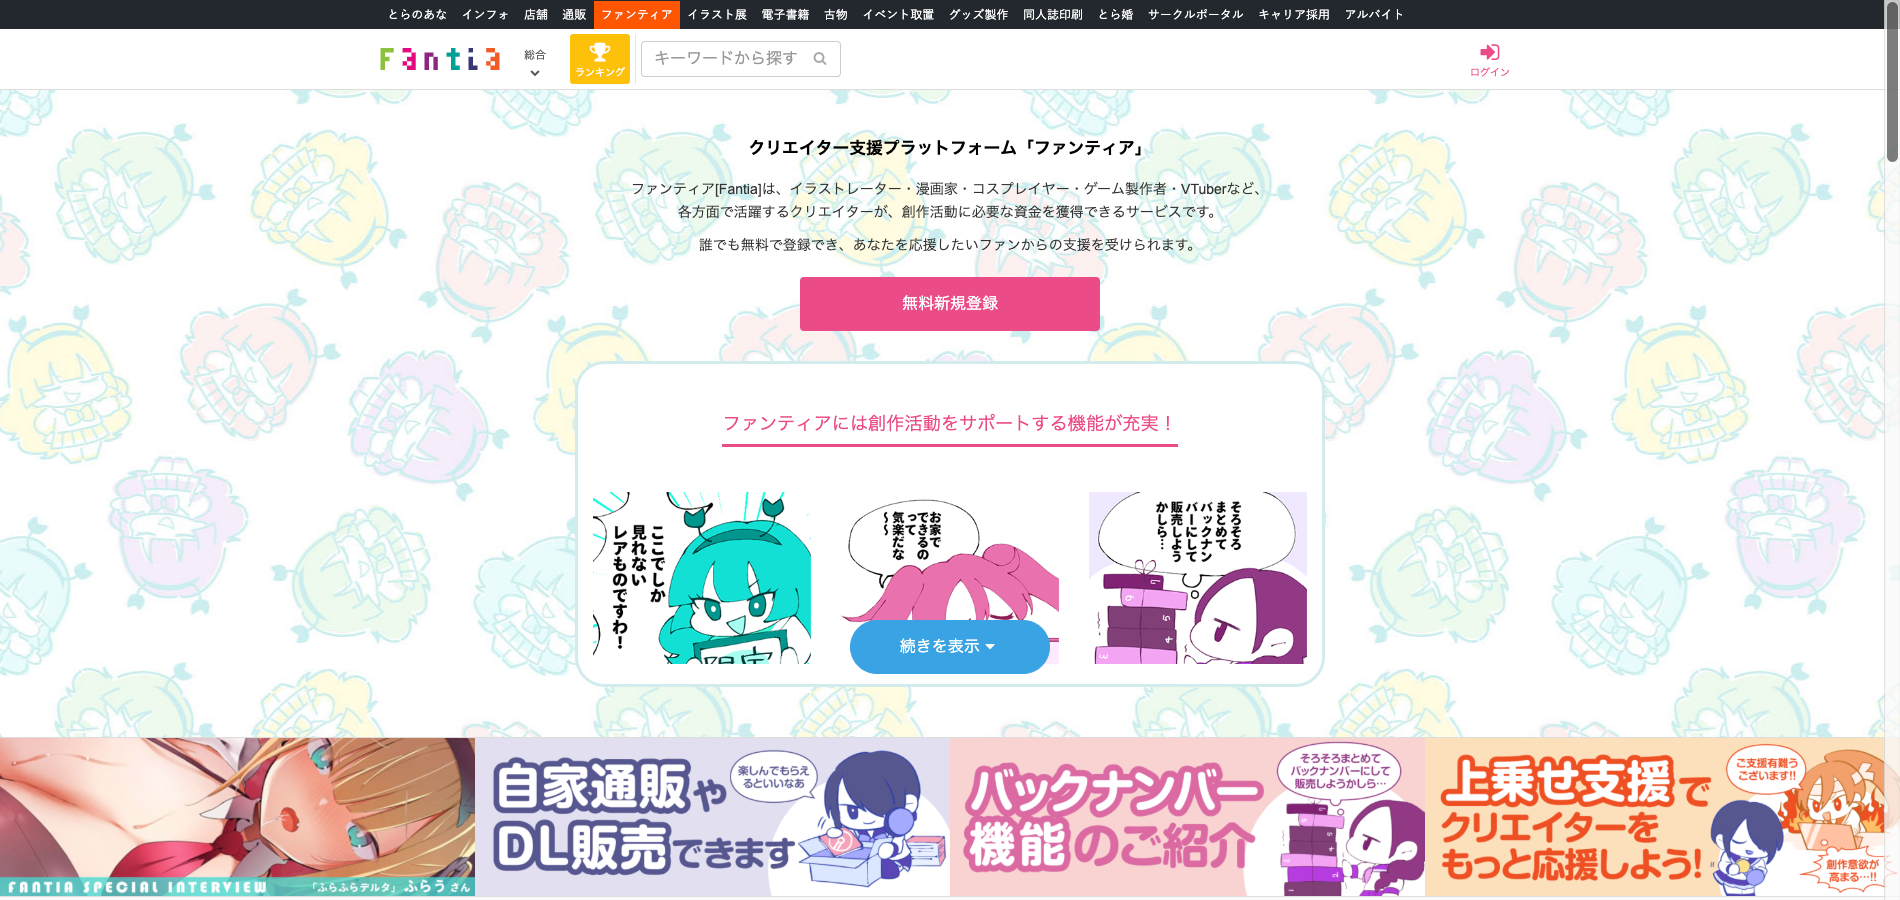 とらのあな インフォ 店舗 通販 ファンティア イラスト展 電子書籍 古物 イベント取置 グッズ製作 同人誌印刷 とら婚 サークルポータル キャリア採用 アルバイト
Fantia
総合
ランキング
キーワードから探す
ログイン
クリエイター支援プラットフォーム「ファンティア」
ファンティア[Fantia]は、イラストレーター・漫画家・コスプレイヤー・ゲーム製作者・VTuberなど、
各方面で活躍するクリエイターが、創作活動に必要な資金を獲得できるサービスです。
誰でも無料で登録でき、あなたを応援したいファンからの支援を受けられます。
無料新規登録
ファンティアには創作活動をサポートする機能が充実！
ここでしか
見れない
レアものですわ！
お家で
できるの
って
気楽だな
～～
そろそろ
まとめて
バックナン
バーにして
販売しよう
かしら…
6
6
5
4
3
続きを表示
FANTIA SPECIAL INTERVIEW
「ふらふらデルタ」 ふらう さん
自家通販や
DL販売できます
楽しんでもらえ
るといいなあ
バックナンバー
機能のご紹介
そろそろまとめて
バックナンバーにして
販売しようかしら…
上乗せ支援で
クリエイターを
もっと応援しよう!
ご支援有難う
ございます!!
創作意欲が
高まる…!!